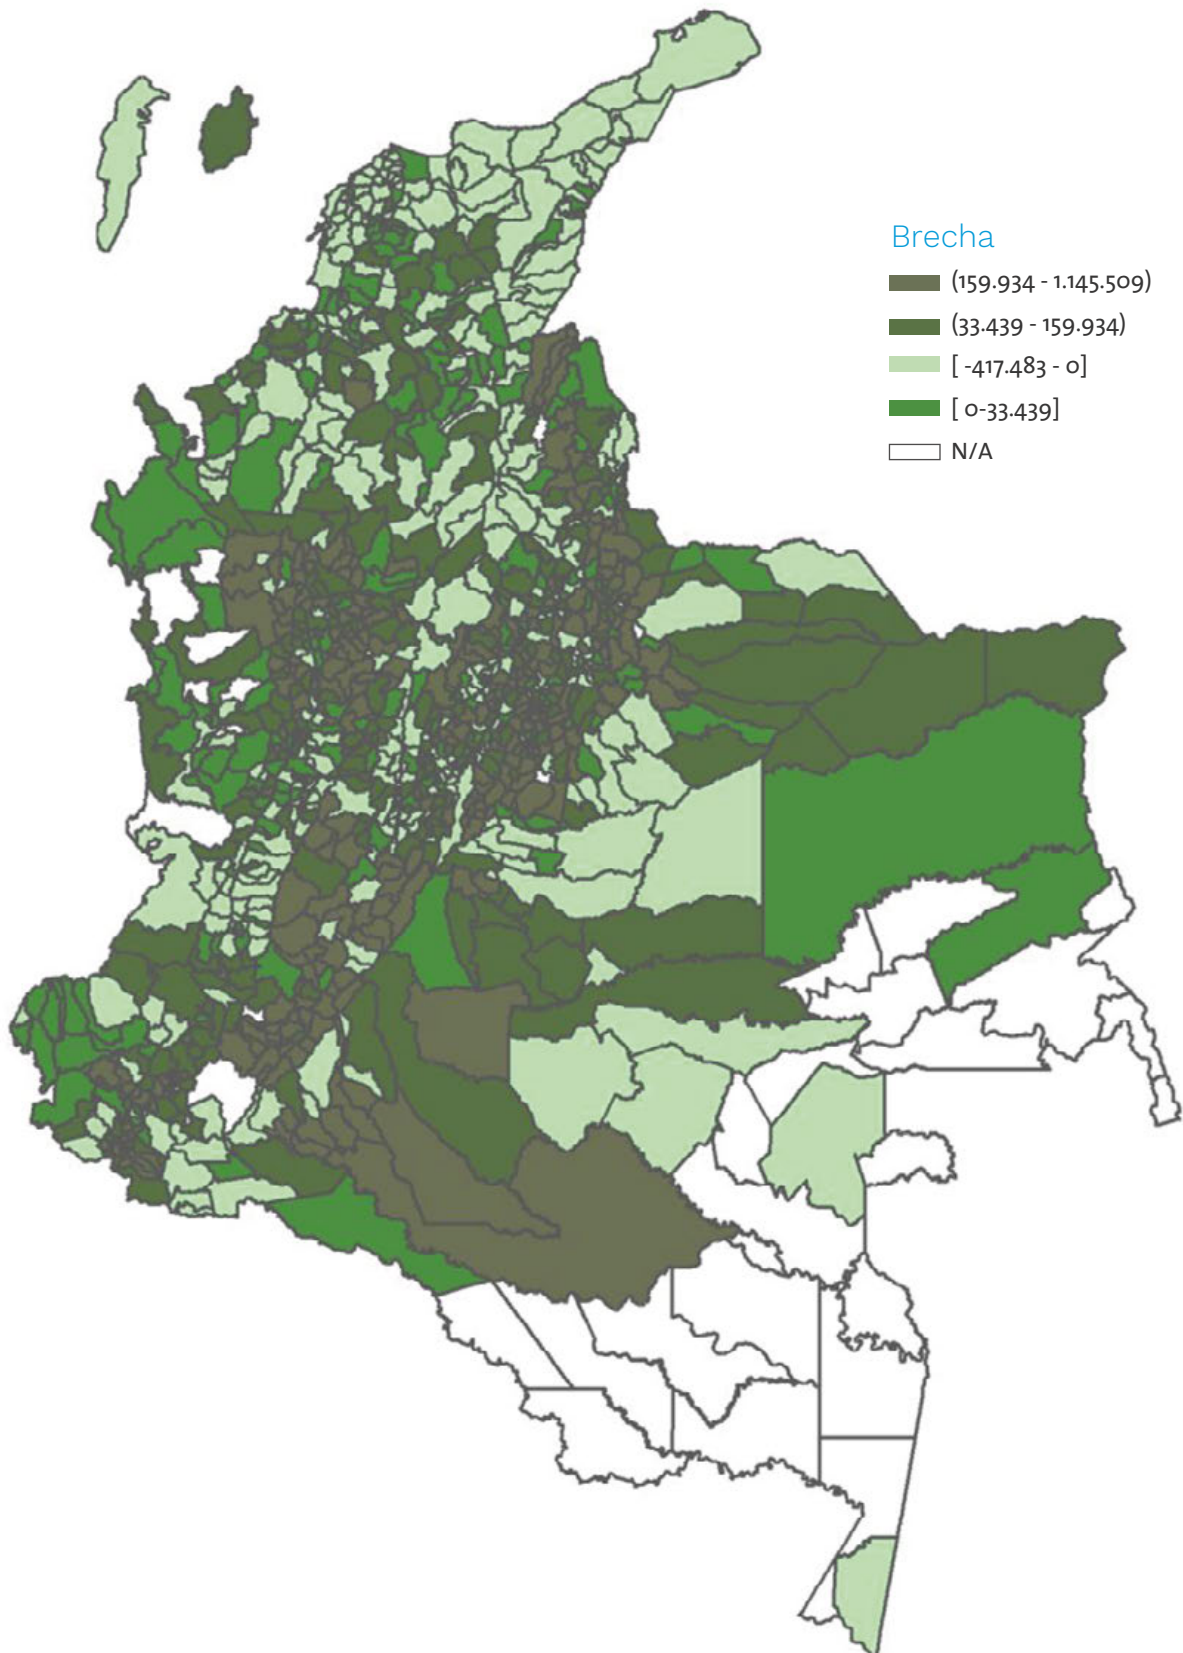 Brecha
(159.934 - 1.145.509)
(33.439 - 159.934)
[ -417.483 - 0]
[ 0-33.439]
N/A